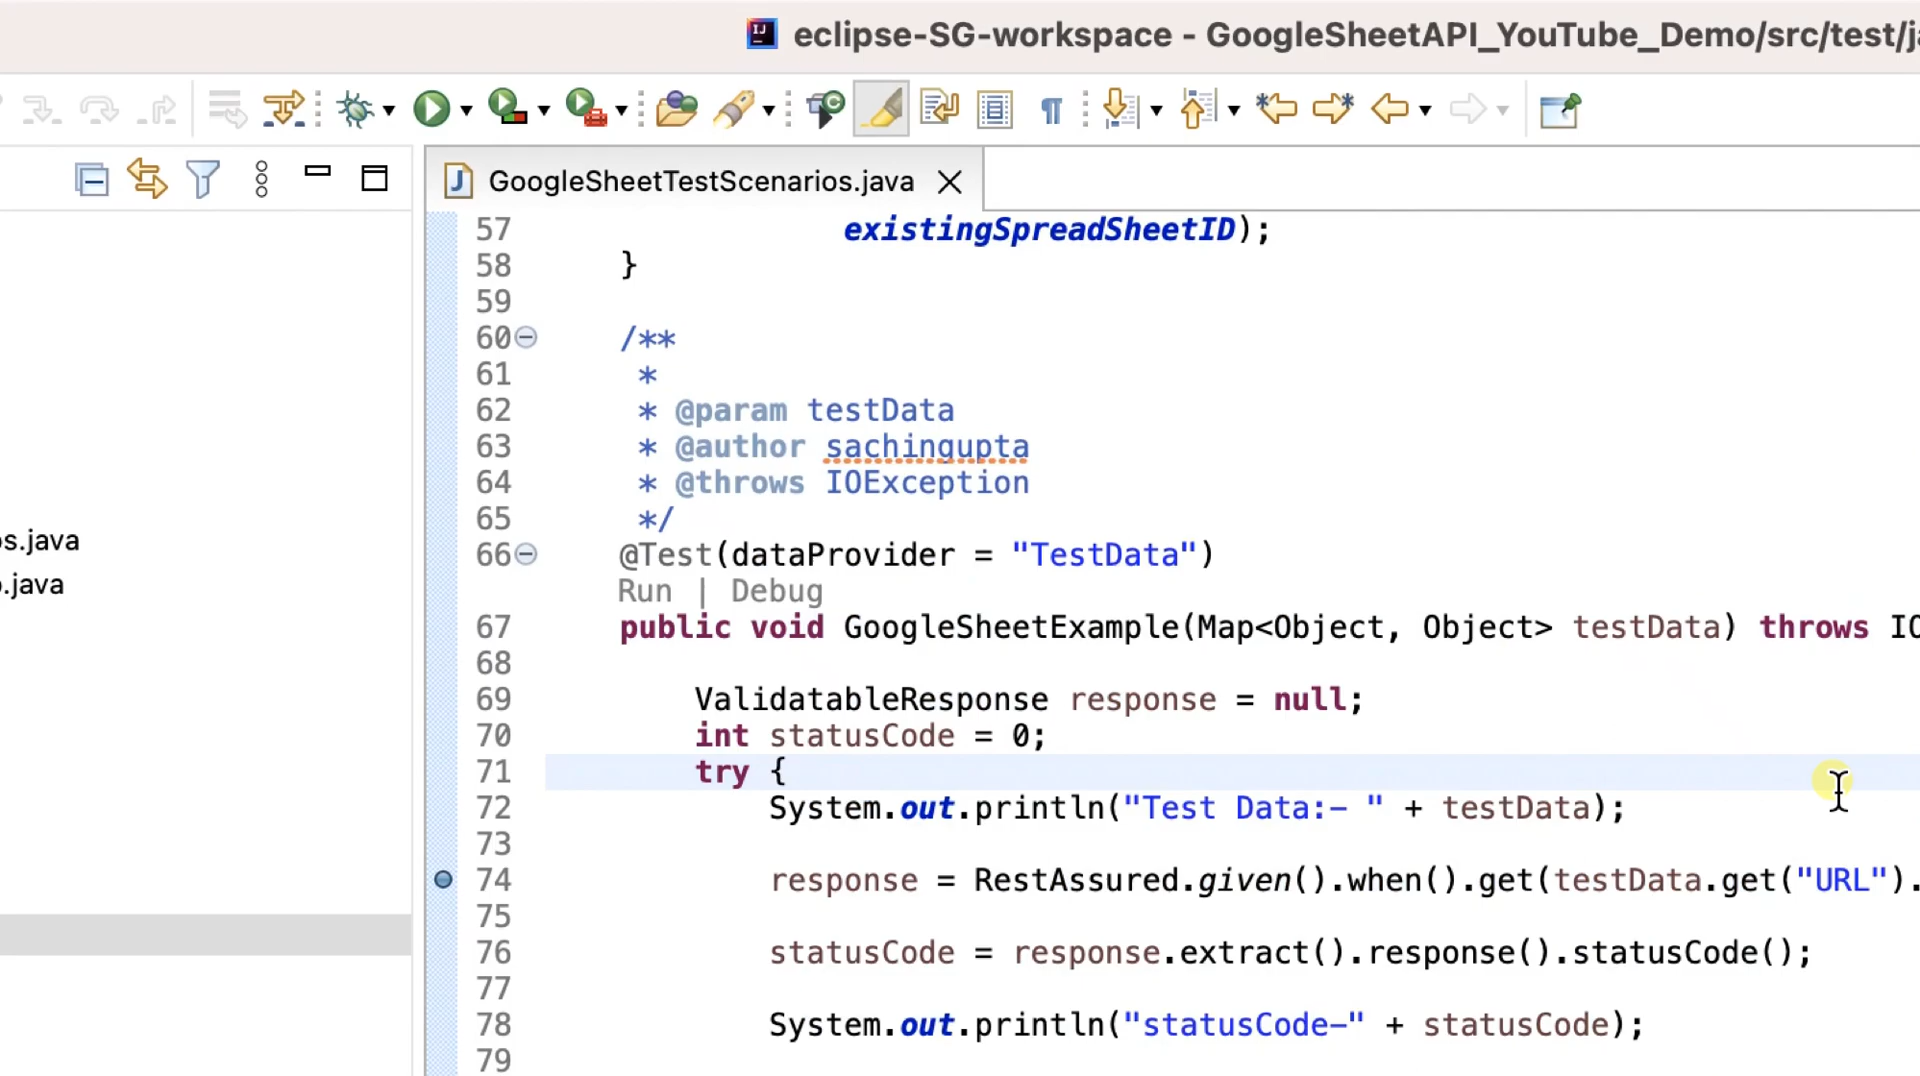 eclipse-SG-workspace - GoogleSheetAPI_YouTube_Demo/src/test/j
GoogleSheetTestScenarios.java
s.java
.java
57 existingSpreadSheetID);
58 }
59
60 /**
61 *
62 * @param testData
63 * @author sachingupta
64 * @throws IOException
65 */
66 @Test(dataProvider = "TestData")
Run | Debug
67 public void GoogleSheetExample(Map<Object, Object> testData) throws IO
68
69 ValidatableResponse response = null;
70 int statusCode = 0;
71 try {
72 System.out.println("Test Data:- " + testData);
73
74 response = RestAssured.given().when().get(testData.get("URL").
75
76 statusCode = response.extract().response().statusCode();
77
78 System.out.println("statusCode-" + statusCode);
79